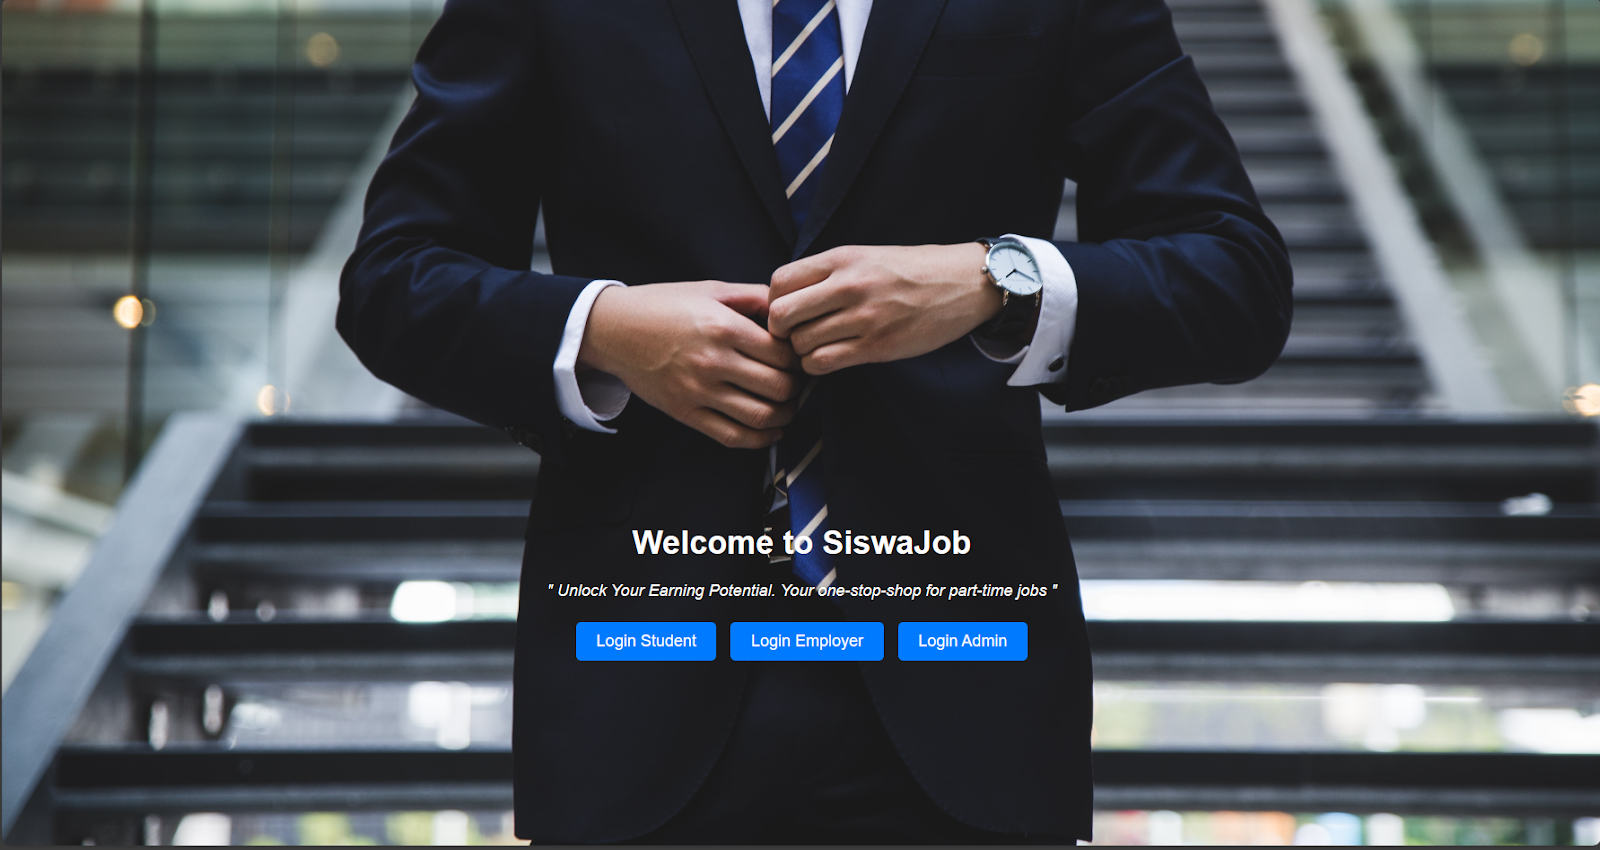 Welcome to SiswaJob
" Unlock Your Earning Potential. Your one-stop-shop for part-time jobs "
Login Student Login Employer Login Admin